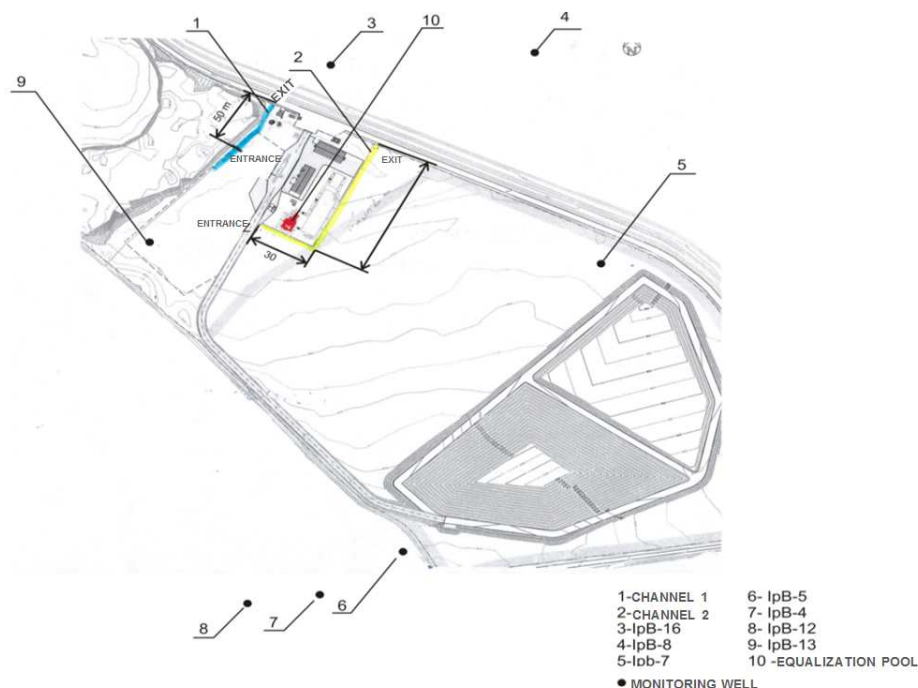 1
3
10
2
4
9
5
50 m
EXIT
ENTRANCE
EXIT
ENTRANCE
30
6
7
8
1-CHANNEL 1
2-CHANNEL 2
3-IpB-16
4-IpB-8
5-Ipb-7
6- IpB-5
7- IpB-4
8- IpB-12
9- IpB-13
10 -EQUALIZATION POOL
● MONITORING WELL